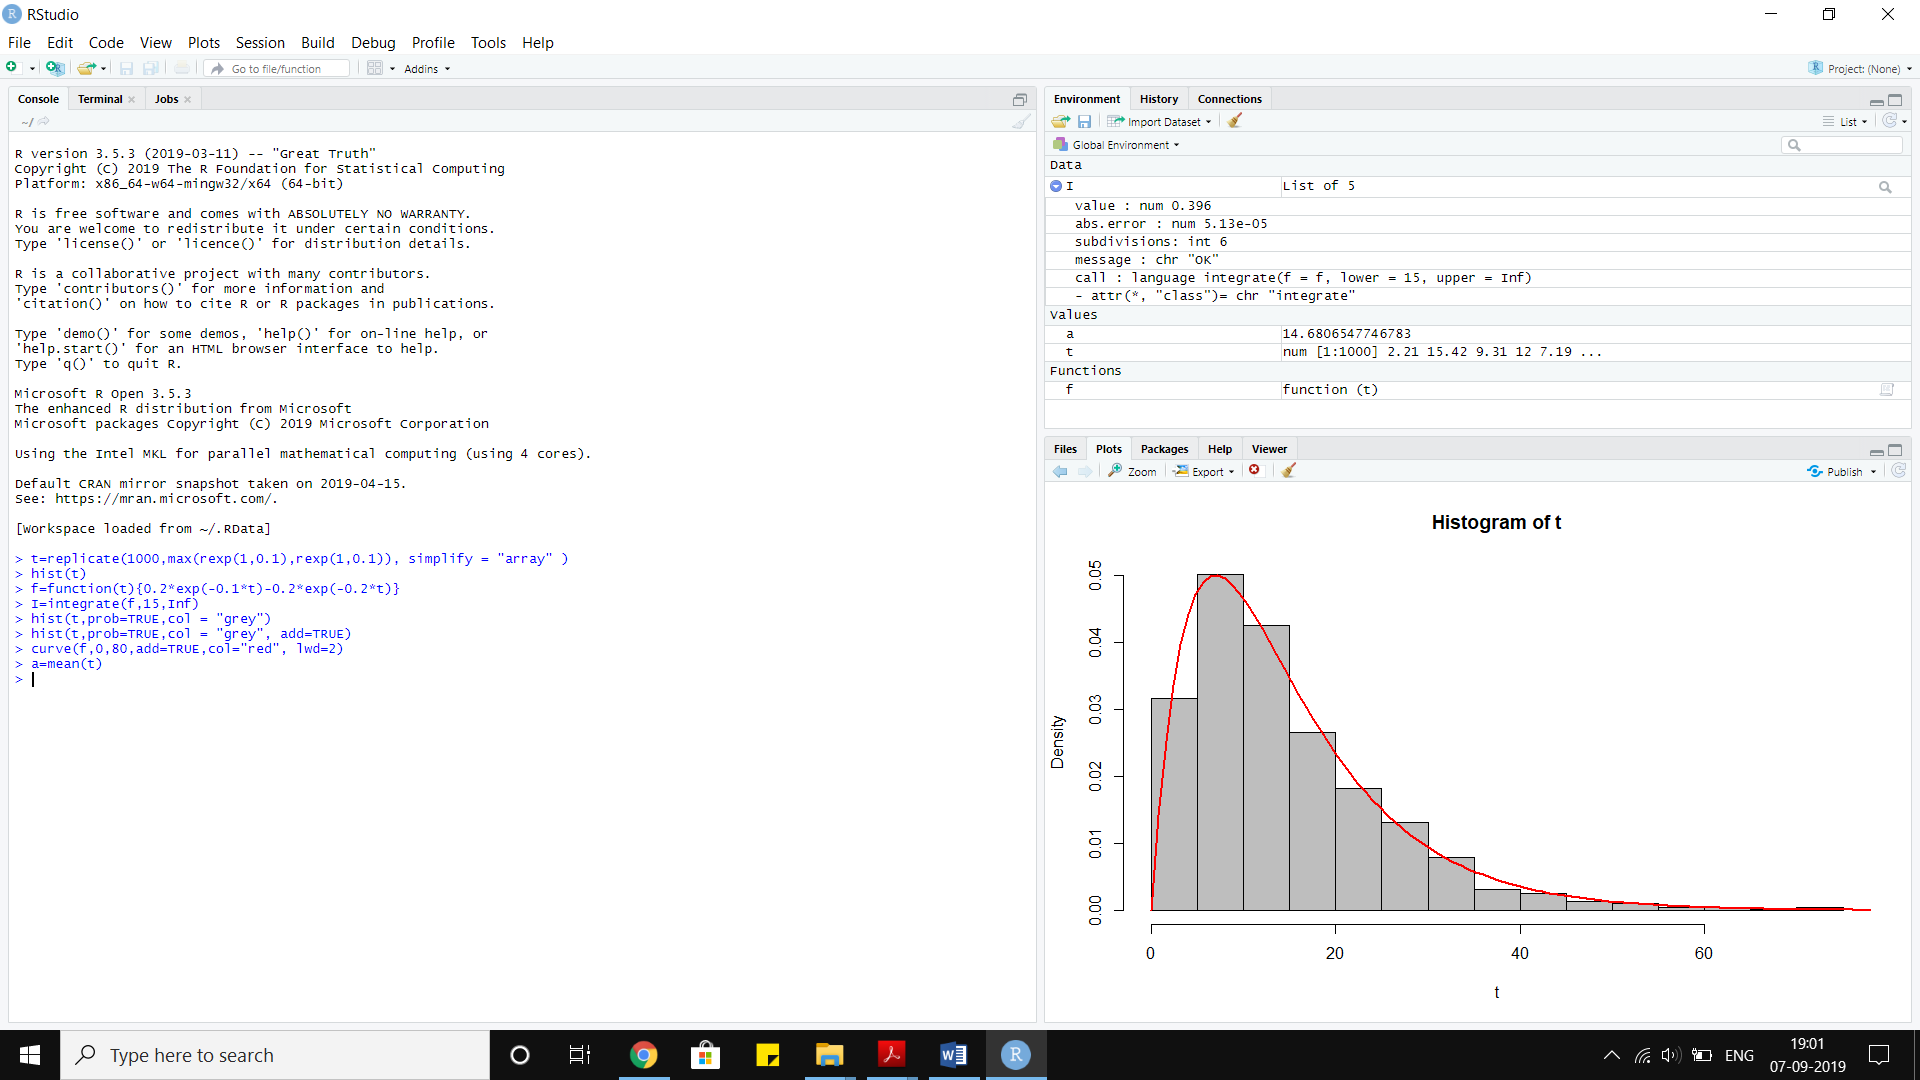 RStudio
File Edit Code View Plots Session Build Debug Profile Tools Help
Go to file/function Addins Project: (None)
Console Terminal Jobs
~/
R version 3.5.3 (2019-03-11) -- "Great Truth"
Copyright (C) 2019 The R Foundation for Statistical Computing
Platform: x86_64-w64-mingw32/x64 (64-bit)
R is free software and comes with ABSOLUTELY NO WARRANTY.
You are welcome to redistribute it under certain conditions.
Type 'license()' or 'licence()' for distribution details.
R is a collaborative project with many contributors.
Type 'contributors()' for more information and
'citation()' on how to cite R or R packages in publications.
Type 'demo()' for some demos, 'help()' for on-line help, or
'help.start()' for an HTML browser interface to help.
Type 'q()' to quit R.
Microsoft R Open 3.5.3
The enhanced R distribution from Microsoft
Microsoft packages Copyright (C) 2019 Microsoft Corporation
Using the Intel MKL for parallel mathematical computing (using 4 cores).
Default CRAN mirror snapshot taken on 2019-04-15.
See: https://mran.microsoft.com/.
[Workspace loaded from ~/.RData]
> t=replicate(1000,max(rexp(1,0.1),rexp(1,0.1)), simplify = "array" )
> hist(t)
> f=function(t){0.2*exp(-0.1*t)-0.2*exp(-0.2*t)}
> I=integrate(f,15,Inf)
> hist(t,prob=TRUE,col = "grey")
> hist(t,prob=TRUE,col = "grey", add=TRUE)
> curve(f,0,80,add=TRUE,col="red", lwd=2)
> a=mean(t)
>
Environment History Connections
Import Dataset List
Global Environment
Data
I List of 5
value : num 0.396
abs.error : num 5.13e-05
subdivisions: int 6
message : chr "OK"
call : language integrate(f = f, lower = 15, upper = Inf)
- attr(*, "class")= chr "integrate"
Values
a 14.6806547746783
t num [1:1000] 2.21 15.42 9.31 12 7.19 ...
Functions
f function (t)
Files Plots Packages Help Viewer
Zoom Export Publish
Histogram of t
Density
0.05
0.04
0.03
0.02
0.01
0.00
0 20 40 60
t
Type here to search
ENG
19:01
07-09-2019